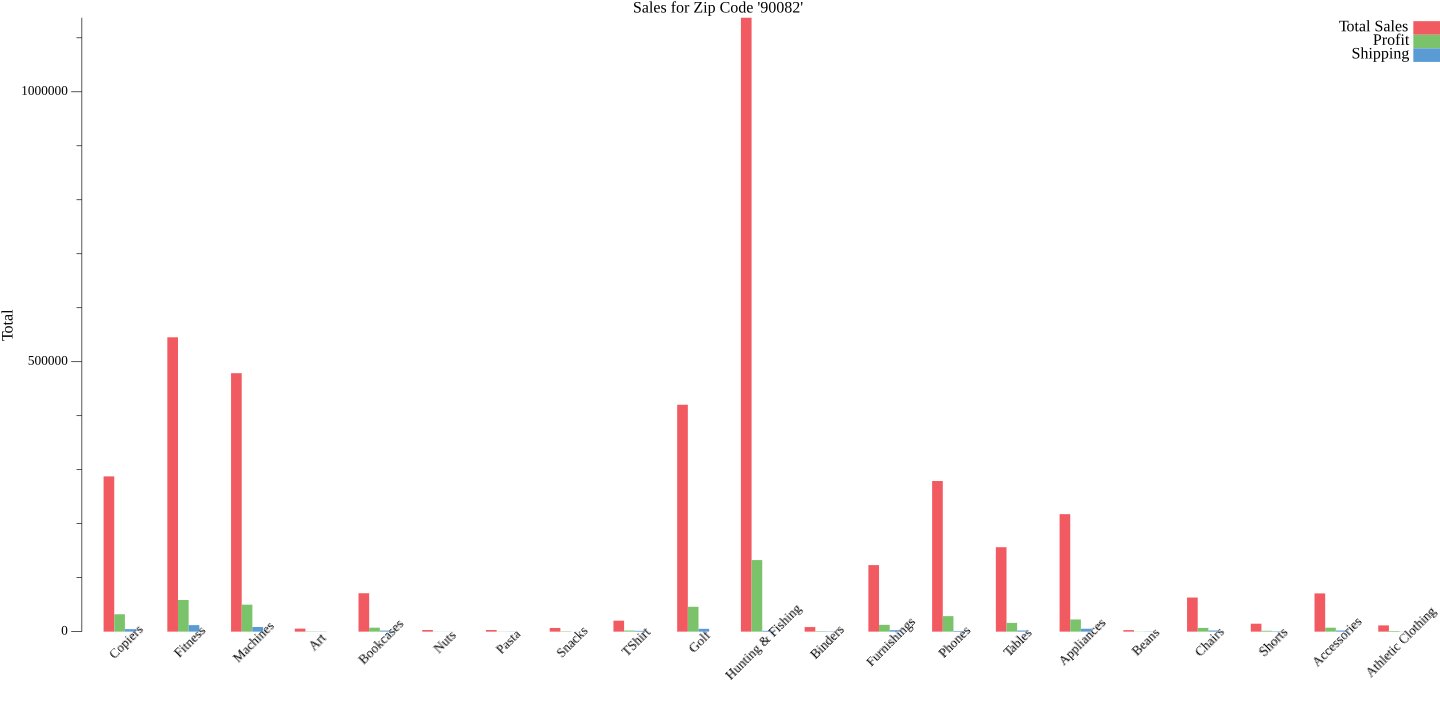 Sales for Zip Code '90082'
Total Sales
Profit
Shipping
Total
1000000
500000
0
Copiers
Fitness
Machines
Art
Bookcases
Nuts
Pasta
Snacks
TShirt
Golf
Hunting & Fishing
Binders
Furnishings
Phones
Tables
Appliances
Beans
Chairs
Shorts
Accessories
Athletic Clothing